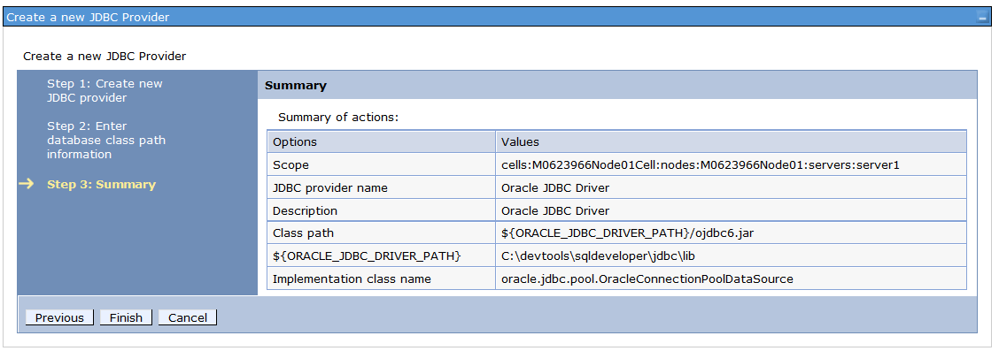 Create a new JDBC Provider
Create a new JDBC Provider
Step 1: Create new
JDBC provider
Step 2: Enter
database class path
information
Step 3: Summary
Summary
Summary of actions:
Options Values
Scope cells:M0623966Node01Cell:nodes:M0623966Node01:servers:server1
JDBC provider name Oracle JDBC Driver
Description Oracle JDBC Driver
Class path ${ORACLE_JDBC_DRIVER_PATH}/ojdbc6.jar
${ORACLE_JDBC_DRIVER_PATH} C:\devtools\sqldeveloper\jdbc\lib
Implementation class name oracle.jdbc.pool.OracleConnectionPoolDataSource
Previous Finish Cancel